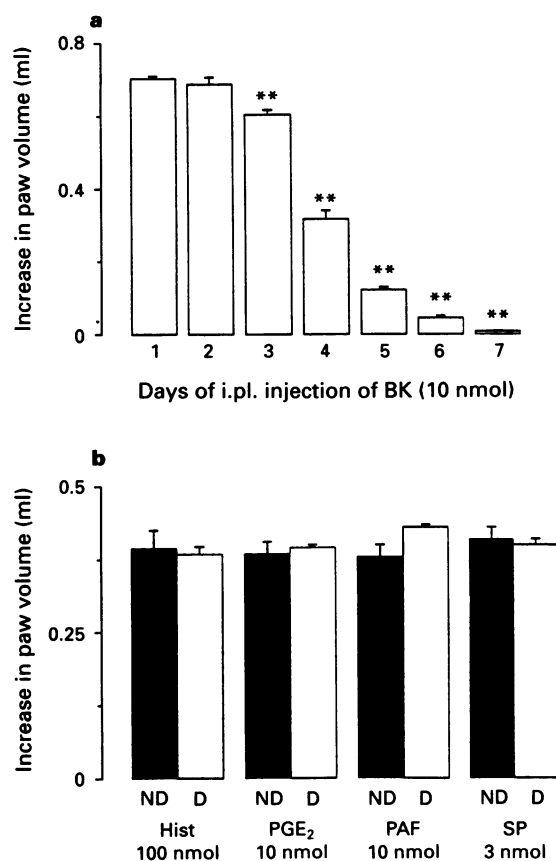 a
Increase in paw volume (ml)
0.8
0.4
0
** ** ** ** **
1 2 3 4 5 6 7
Days of i.pl. injection of BK (10 nmol)
b
Increase in paw volume (ml)
0.5
0.25
0
ND D ND D ND D ND D
Hist PGE₂ PAF SP
100 nmol 10 nmol 10 nmol 3 nmol